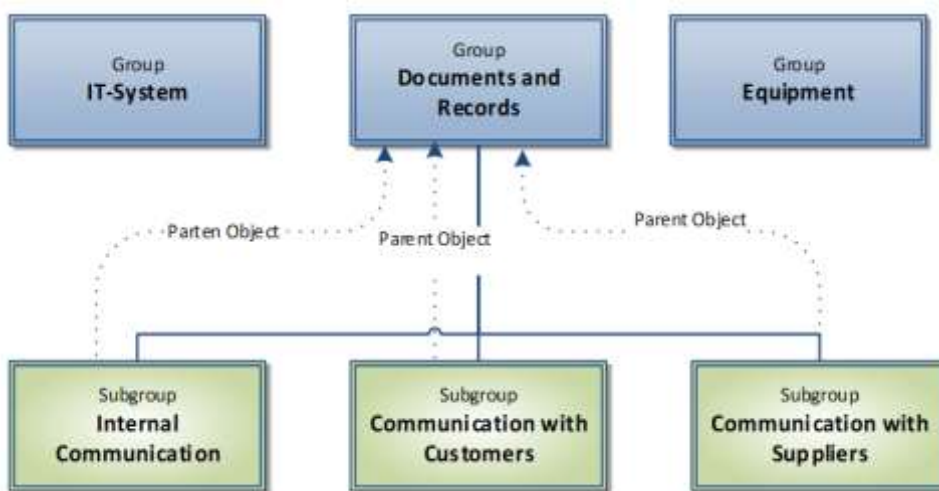 Group
IT-System
Group
Documents and
Records
Group
Equipment
Parten Object
Parent Object
Parent Object
Subgroup
Internal
Communication
Subgroup
Communication with
Customers
Subgroup
Communication with
Suppliers